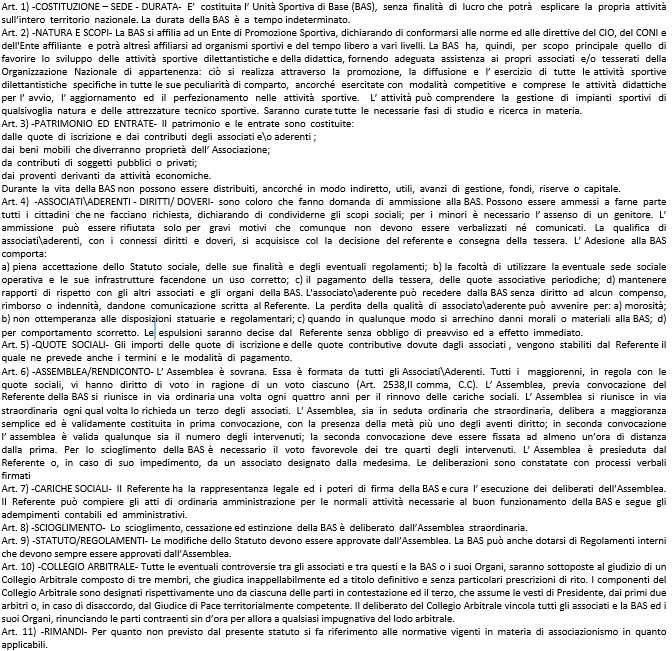 Art. 1) -COSTITUZIONE – SEDE - DURATA- E' costituita l' Unità Sportiva di Base (BAS), senza finalità di lucro che potrà esplicare la propria attività
sull'intero territorio nazionale. La durata della BAS è a tempo indeterminato.
Art. 2) -NATURA E SCOPI- La BAS si affilia ad un Ente di Promozione Sportiva, dichiarando di conformarsi alle norme ed alle direttive del CIO, del CONI e
dell'Ente affiliante e potrà altresì affiliarsi ad organismi sportivi e del tempo libero a vari livelli. La BAS ha, quindi, per scopo principale quello di
favorire lo sviluppo delle attività sportive dilettantistiche e della didattica, fornendo adeguata assistenza ai propri associati e/o tesserati della
Organizzazione Nazionale di appartenenza: ciò si realizza attraverso la promozione, la diffusione e l' esercizio di tutte le attività sportive
dilettantistiche specifiche in tutte le sue peculiarità di comparto, ancorché esercitate con modalità competitive e comprese le attività didattiche
per l' avvio, l' aggiornamento ed il perfezionamento nelle attività sportive. L' attività può comprendere la gestione di impianti sportivi di
qualsivoglia natura e delle attrezzature tecnico sportive. Saranno curate tutte le necessarie fasi di studio e ricerca in materia.
Art. 3) -PATRIMONIO ED ENTRATE- Il patrimonio e le entrate sono costituite:
dalle quote di iscrizione e dai contributi degli associati e\o aderenti ;
dai beni mobili che diverranno proprietà dell' Associazione;
da contributi di soggetti pubblici o privati;
dai proventi derivanti da attività economiche.
Durante la vita della BAS non possono essere distribuiti, ancorché in modo indiretto, utili, avanzi di gestione, fondi, riserve o capitale.
Art. 4) -ASSOCIATI\ADERENTI - DIRITTI/ DOVERI- sono coloro che fanno domanda di ammissione alla BAS. Possono essere ammessi a farne parte
tutti i cittadini che ne facciano richiesta, dichiarando di condividerne gli scopi sociali; per i minori è necessario l' assenso di un genitore. L'
ammissione può essere rifiutata solo per gravi motivi che comunque non devono essere verbalizzati né comunicati. La qualifica di
associati\aderenti, con i connessi diritti e doveri, si acquisisce col la decisione del referente e consegna della tessera. L' Adesione alla BAS
comporta:
a) piena accettazione dello Statuto sociale, delle sue finalità e degli eventuali regolamenti; b) la facoltà di utilizzare la eventuale sede sociale
operativa e le sue infrastrutture facendone un uso corretto; c) il pagamento della tessera, delle quote associative periodiche; d) mantenere
rapporti di rispetto con gli altri associati e gli organi della BAS. L'associato\aderente può recedere dalla BAS senza diritto ad alcun compenso,
rimborso o indennità, dandone comunicazione scritta al Referente. La perdita della qualità di associato\aderente può avvenire per: a) morosità;
b) non ottemperanza alle disposizioni statuarie e regolamentari; c) quando in qualunque modo si arrechino danni morali o materiali alla BAS; d)
per comportamento scorretto. Le espulsioni saranno decise dal Referente senza obbligo di preavviso ed a effetto immediato.
Art. 5) -QUOTE SOCIALI- Gli importi delle quote di iscrizione e delle quote contributive dovute dagli associati , vengono stabiliti dal Referente il
quale ne prevede anche i termini e le modalità di pagamento.
Art. 6) -ASSEMBLEA/RENDICONTO- L' Assemblea è sovrana. Essa è formata da tutti gli Associati\Aderenti. Tutti i maggiorenni, in regola con le
quote sociali, vi hanno diritto di voto in ragione di un voto ciascuno (Art. 2538,II comma, C.C). L' Assemblea, previa convocazione del
Referente della BAS si riunisce in via ordinaria una volta ogni quattro anni per il rinnovo delle cariche sociali. L' Assemblea si riunisce in via
straordinaria ogni qual volta lo richieda un terzo degli associati. L' Assemblea, sia in seduta ordinaria che straordinaria, delibera a maggioranza
semplice ed è validamente costituita in prima convocazione, con la presenza della metà più uno degli aventi diritto; in seconda convocazione
l' assemblea è valida qualunque sia il numero degli intervenuti; la seconda convocazione deve essere fissata ad almeno un'ora di distanza
dalla prima. Per lo scioglimento della BAS è necessario il voto favorevole dei tre quarti degli intervenuti. L' Assemblea è presieduta dal
Referente o, in caso di suo impedimento, da un associato designato dalla medesima. Le deliberazioni sono constatate con processi verbali
firmati
Art. 7) -CARICHE SOCIALI- Il Referente ha la rappresentanza legale ed i poteri di firma della BAS e cura l' esecuzione dei deliberati dell'Assemblea.
Il Referente può compiere gli atti di ordinaria amministrazione per le normali attività necessarie al buon funzionamento della BAS e segue gli
adempimenti contabili ed amministrativi.
Art. 8) -SCIOGLIMENTO- Lo scioglimento, cessazione ed estinzione della BAS è deliberato dall'Assemblea straordinaria.
Art. 9) -STATUTO/REGOLAMENTI- Le modifiche dello Statuto devono essere approvate dall'Assemblea. La BAS può anche dotarsi di Regolamenti interni
che devono sempre essere approvati dall'Assemblea.
Art. 10) -COLLEGIO ARBITRALE- Tutte le eventuali controversie tra gli associati e tra questi e la BAS o i suoi Organi, saranno sottoposte al giudizio di un
Collegio Arbitrale composto di tre membri, che giudica inappellabilmente ed a titolo definitivo e senza particolari prescrizioni di rito. I componenti del
Collegio Arbitrale sono designati rispettivamente uno da ciascuna delle parti in contestazione ed il terzo, che assume le vesti di Presidente, dai primi due
arbitri o, in caso di disaccordo, dal Giudice di Pace territorialmente competente. Il deliberato del Collegio Arbitrale vincola tutti gli associati e la BAS ed i
suoi Organi, rinunciando le parti contraenti sin d'ora per allora a qualsiasi impugnativa del lodo arbitrale.
Art. 11) -RIMANDI- Per quanto non previsto dal presente statuto si fa riferimento alle normative vigenti in materia di associazionismo in quanto
applicabili.